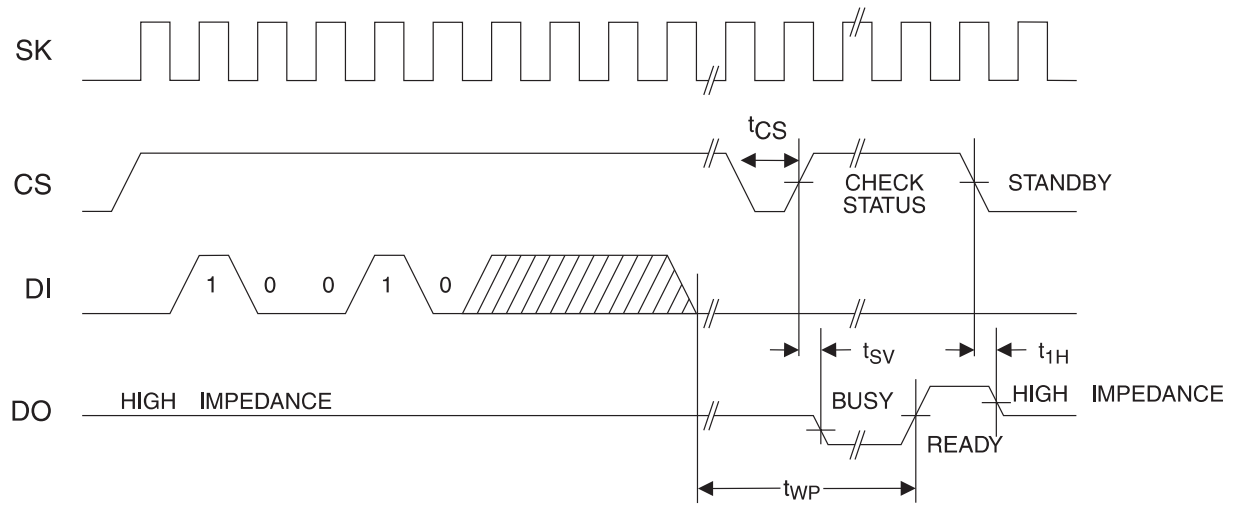 SK
tCS
CS
CHECK
STATUS
STANDBY
DI
1 0 0 1 0
tSV
t1H
DO
HIGH IMPEDANCE
BUSY
HIGH IMPEDANCE
READY
tWP